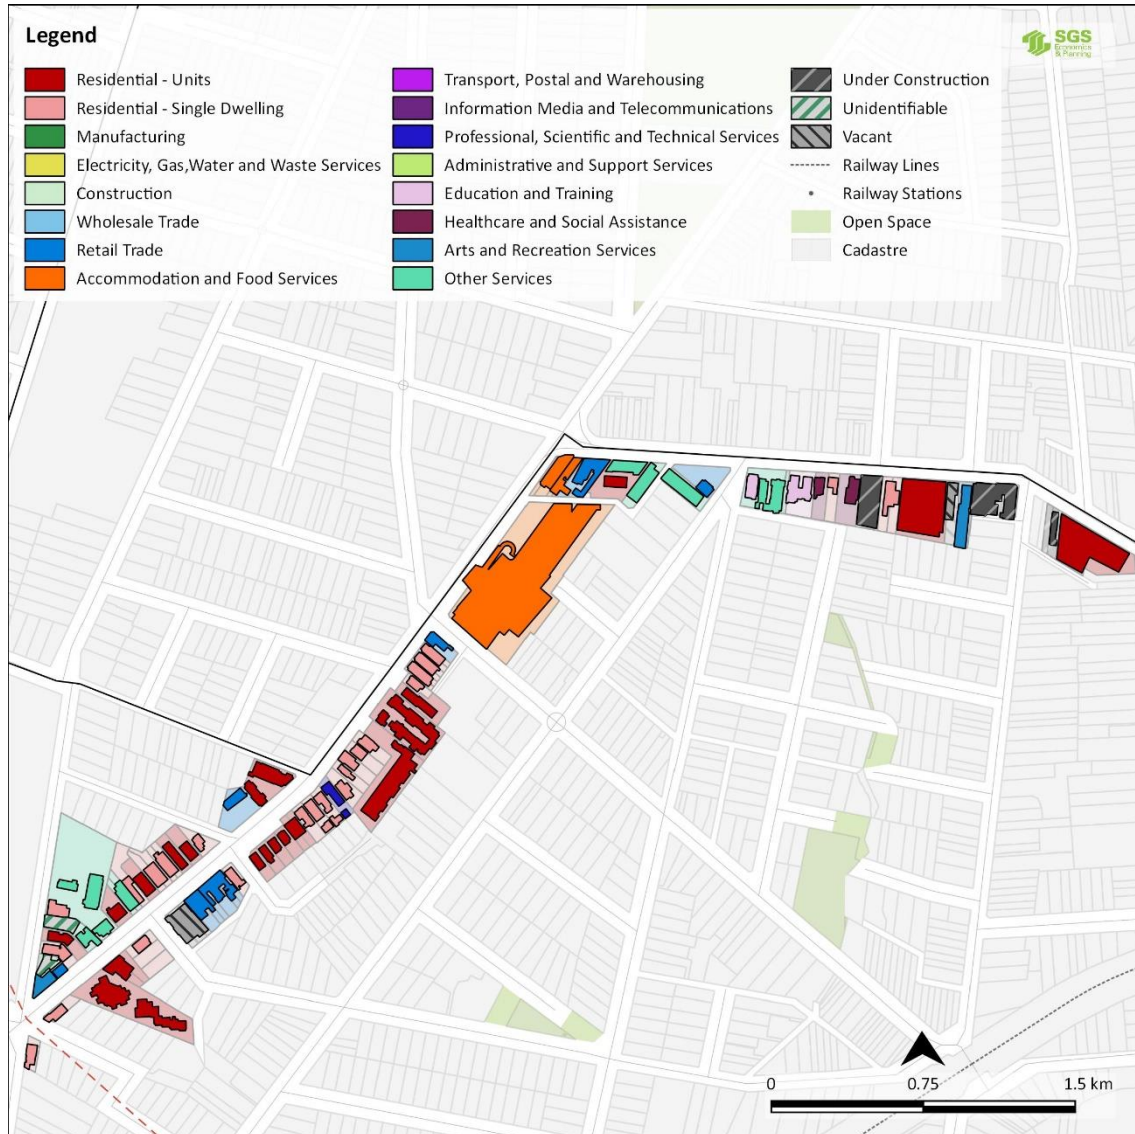 Legend
SGS
Economics
& Planning
Residential - Units
Residential - Single Dwelling
Manufacturing
Electricity, Gas,Water and Waste Services
Construction
Wholesale Trade
Retail Trade
Accommodation and Food Services
Transport, Postal and Warehousing
Information Media and Telecommunications
Professional, Scientific and Technical Services
Administrative and Support Services
Education and Training
Healthcare and Social Assistance
Arts and Recreation Services
Other Services
Under Construction
Unidentifiable
Vacant
Railway Lines
Railway Stations
Open Space
Cadastre
0 0.75 1.5 km